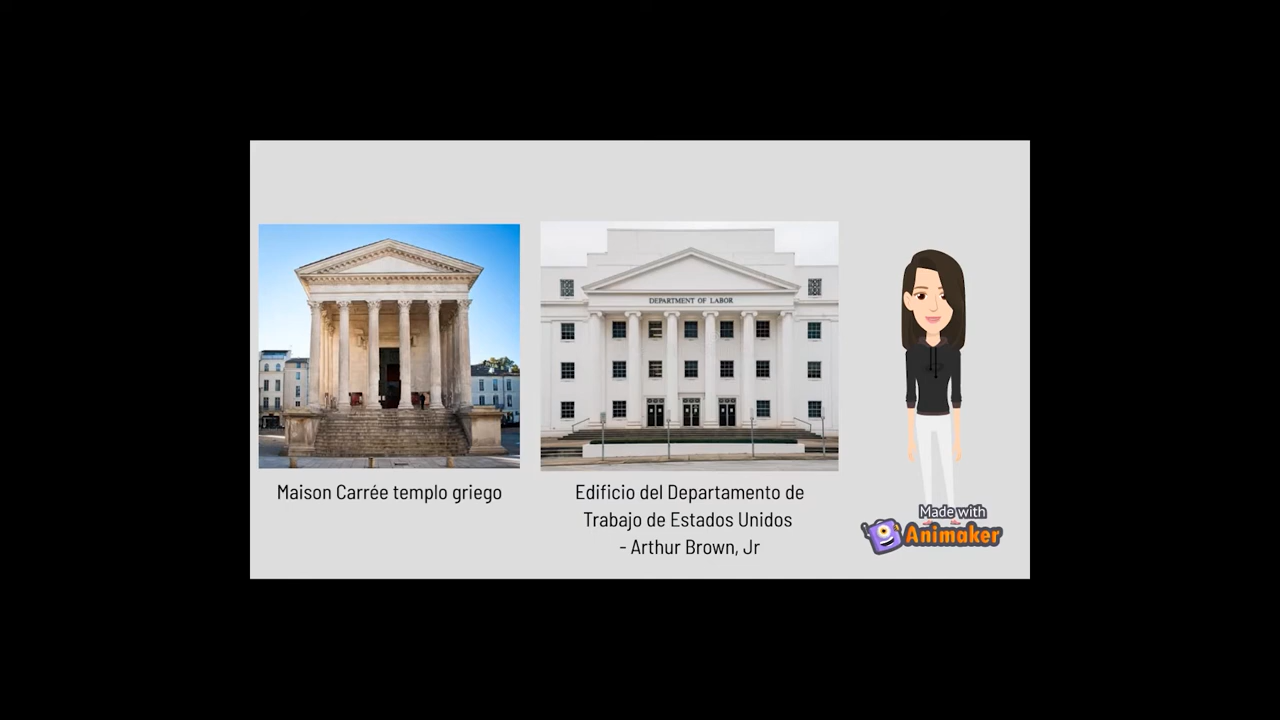 DEPARTMENT OF LABOR
Maison Carrée templo griego
Edificio del Departamento de
Trabajo de Estados Unidos
- Arthur Brown, Jr
Made with
Animaker